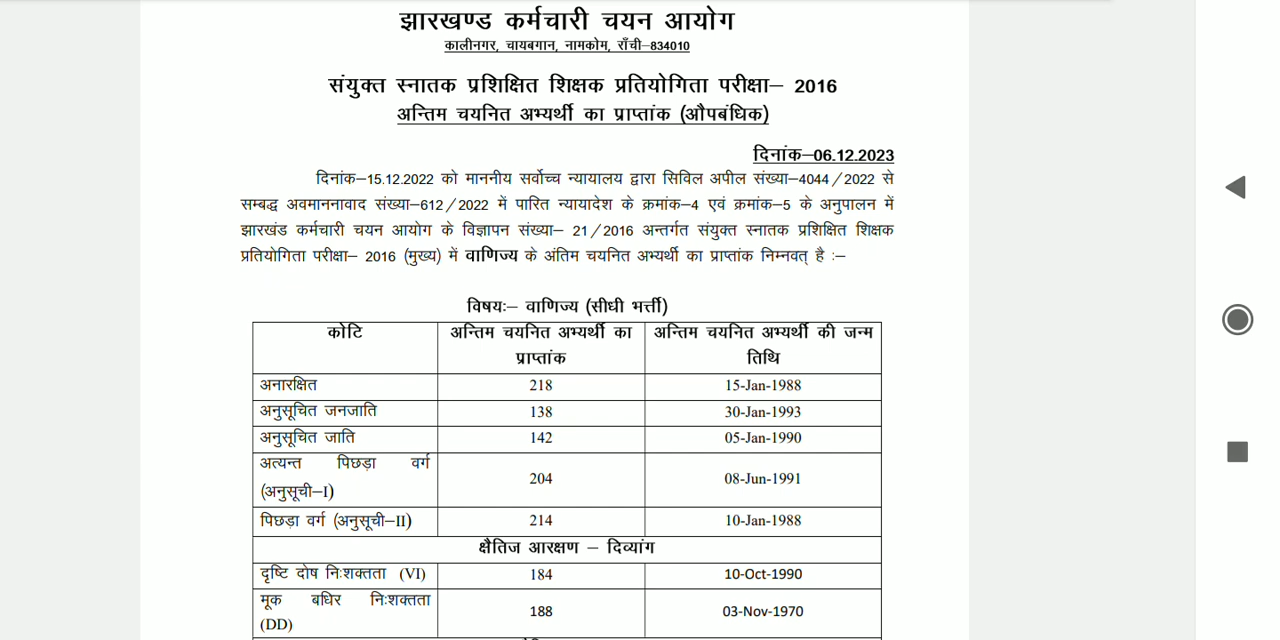 झारखण्ड कर्मचारी चयन आयोग
कालीनगर, चायबगान, नामकोम, राँची–834010
संयुक्त स्नातक प्रशिक्षित शिक्षक प्रतियोगिता परीक्षा– 2016
अन्तिम चयनित अभ्यर्थी का प्राप्तांक (औपबंधिक)
दिनांक–06.12.2023
दिनांक–15.12.2022 को माननीय सर्वोच्च न्यायालय द्वारा सिविल अपील संख्या–4044/2022 से
सम्बद्ध अवमाननावाद संख्या–612/2022 में पारित न्यायादेश के क्रमांक–4 एवं क्रमांक–5 के अनुपालन में
झारखंड कर्मचारी चयन आयोग के विज्ञापन संख्या– 21/2016 अन्तर्गत संयुक्त स्नातक प्रशिक्षित शिक्षक
प्रतियोगिता परीक्षा– 2016 (मुख्य) में वाणिज्य के अंतिम चयनित अभ्यर्थी का प्राप्तांक निम्नवत् है :–
विषयः– वाणिज्य (सीधी भर्त्ती)
कोटि अन्तिम चयनित अभ्यर्थी का अन्तिम चयनित अभ्यर्थी की जन्म
प्राप्तांक तिथि
अनारक्षित 218 15-Jan-1988
अनुसूचित जनजाति 138 30-Jan-1993
अनुसूचित जाति 142 05-Jan-1990
अत्यन्त पिछड़ा वर्ग
(अनुसूची–I) 204 08-Jun-1991
पिछड़ा वर्ग (अनुसूची–II) 214 10-Jan-1988
क्षैतिज आरक्षण – दिव्यांग
दृष्टि दोष निःशक्तता (VI) 184 10-Oct-1990
मूक बधिर निःशक्तता
(DD) 188 03-Nov-1970